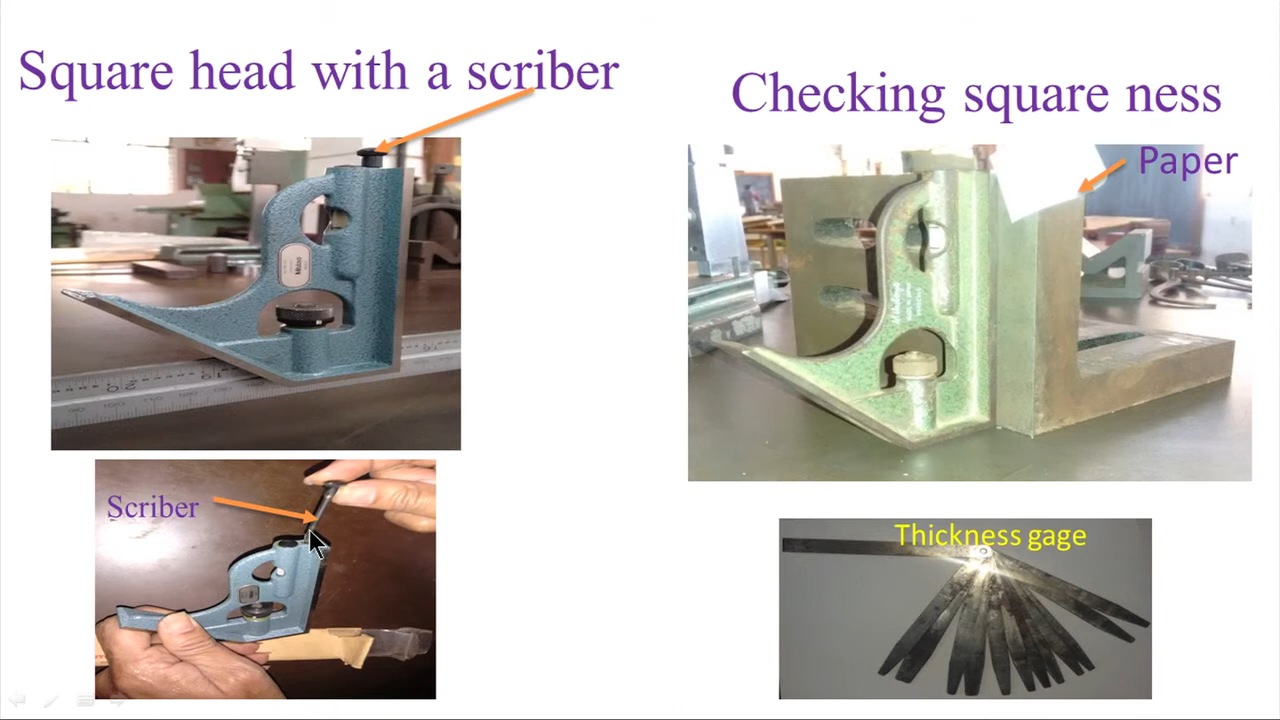 Square head with a scriber
Checking square ness
Paper
Scriber
Thickness gage